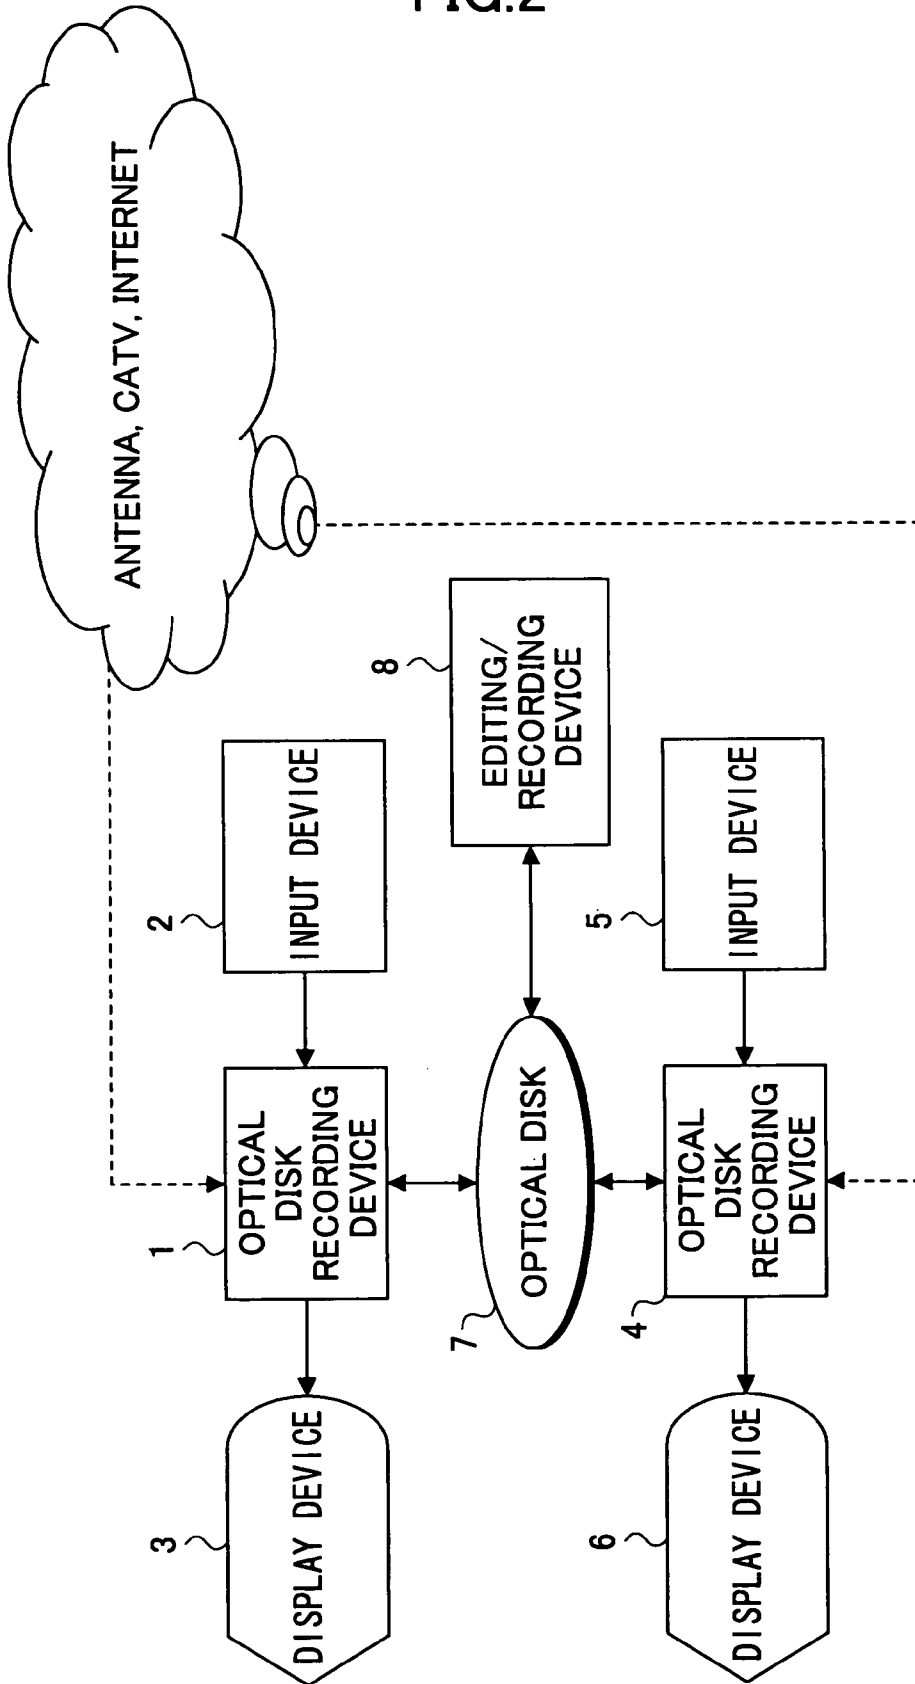 FIG.2
ANTENNA, CATV, INTERNET
2
INPUT DEVICE
1
OPTICAL
DISK
RECORDING
DEVICE
3
DISPLAY DEVICE
8
EDITING/
RECORDING
DEVICE
7
OPTICAL DISK
5
INPUT DEVICE
4
OPTICAL
DISK
RECORDING
DEVICE
6
DISPLAY DEVICE